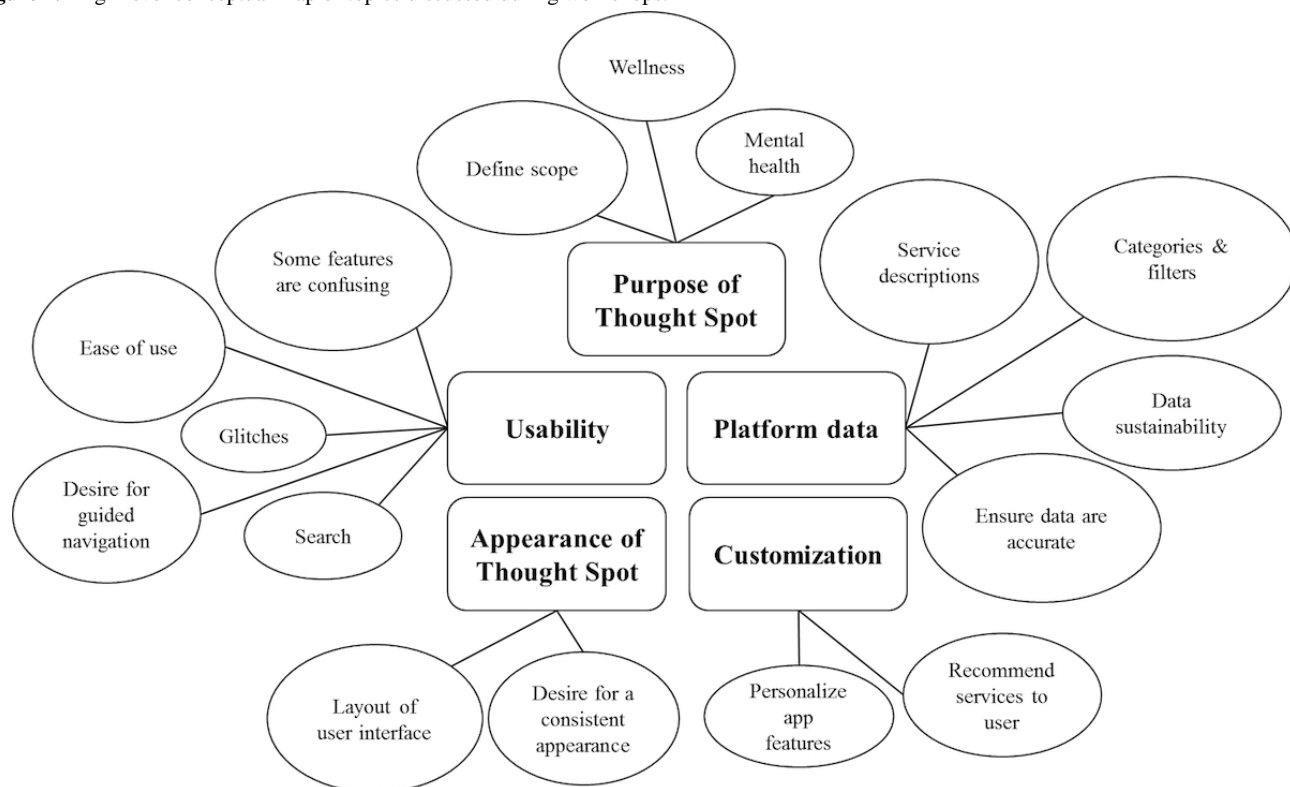 Wellness
Define scope
Mental
health
Purpose of
Thought Spot
Some features
are confusing
Ease of use
Glitches
Desire for
guided
navigation
Search
Usability
Service
descriptions
Categories &
filters
Data
sustainability
Ensure data are
accurate
Platform data
Appearance of
Thought Spot
Layout of
user interface
Desire for a
consistent
appearance
Customization
Personalize
app
features
Recommend
services to
user